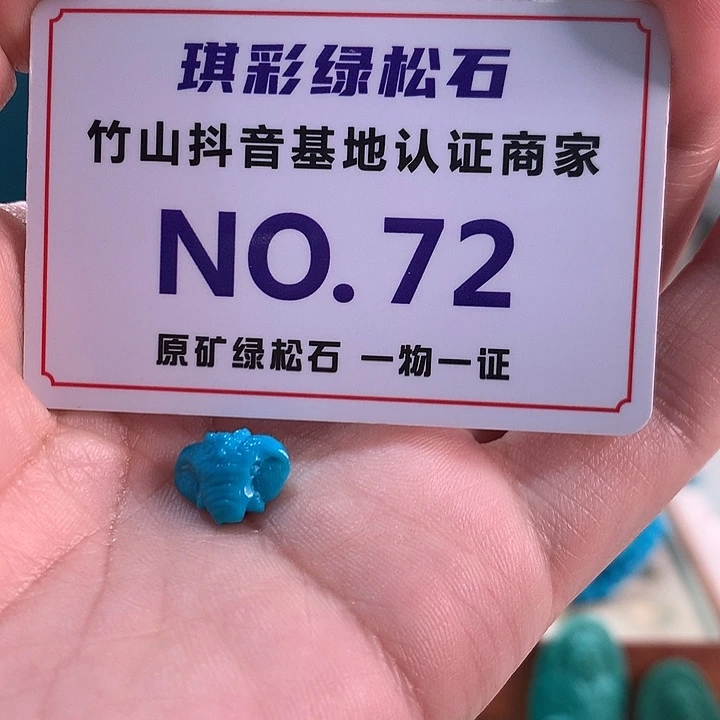 琪彩绿松石
竹山抖音基地认证商家
NO.72
原矿绿松石 一物一证